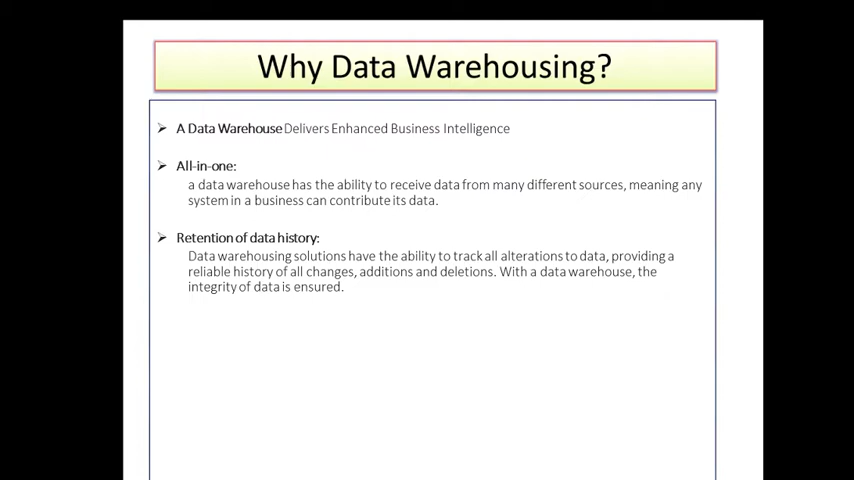 Why Data Warehousing?
➢ A Data Warehouse Delivers Enhanced Business Intelligence
➢ All-in-one:
a data warehouse has the ability to receive data from many different sources, meaning any
system in a business can contribute its data.
➢ Retention of data history:
Data warehousing solutions have the ability to track all alterations to data, providing a
reliable history of all changes, additions and deletions. With a data warehouse, the
integrity of data is ensured.